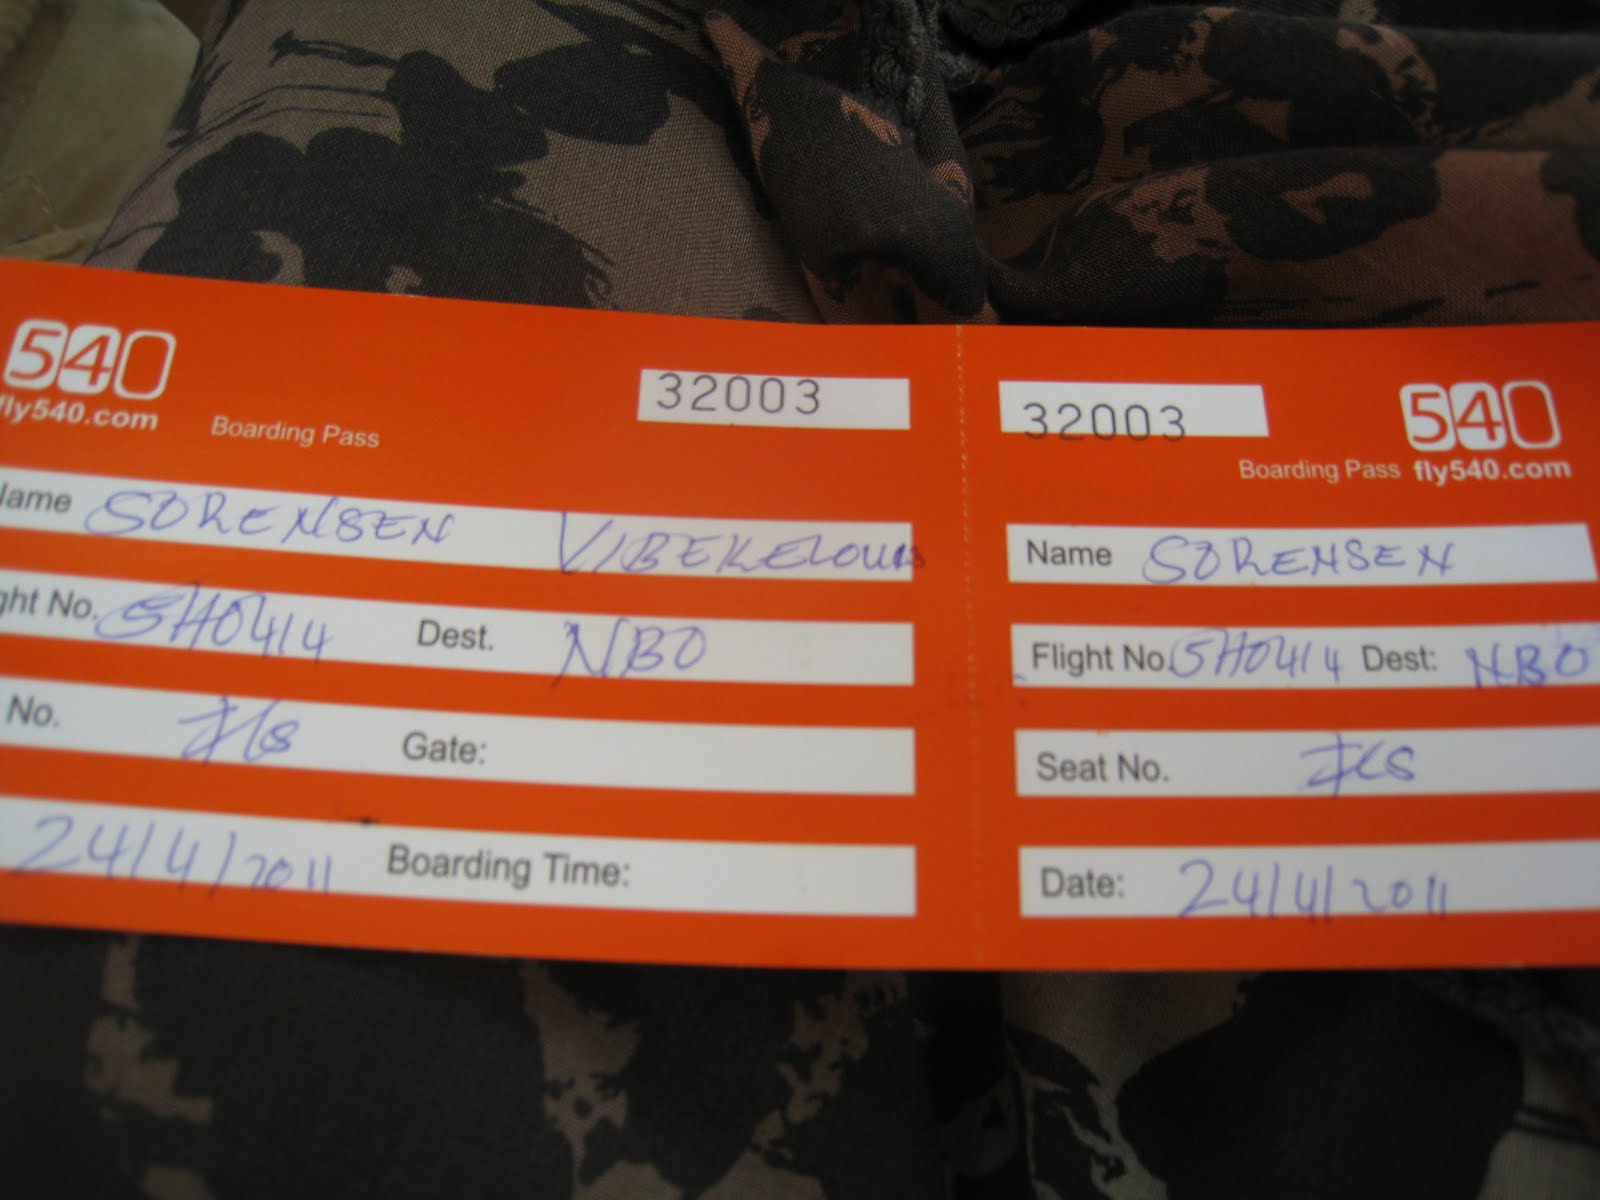 540
fly540.com
Boarding Pass
32003
Name SORENSEN VIBEKELOUIS
ght No. 5H0414 Dest. NBO
No. F/s Gate:
24/4/2011 Boarding Time:
32003
540
Boarding Pass fly540.com
Name SORENSEN
Flight No. 5H0414 Dest: NBO
Seat No. F/s
Date: 24/4/2011